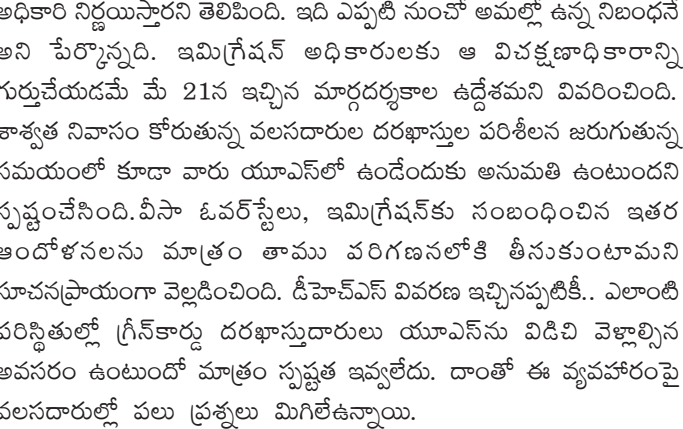 అధికారి నిర్ణయిస్తారని తెలిపింది. ఇది ఎప్పటి నుంచో అమల్లో ఉన్న నిబంధనే
అని పేర్కొన్నది. ఇమిగ్రేషన్ అధికారులకు ఆ విచక్షణాధికారాన్ని
గుర్తుచేయడమే మే 21న ఇచ్చిన మార్గదర్శకాల ఉద్దేశమని వివరించింది.
శాశ్వత నివాసం కోరుతున్న వలసదారుల దరఖాస్తుల పరిశీలన జరుగుతున్న
సమయంలో కూడా వారు యూఎస్‌లో ఉండేందుకు అనుమతి ఉంటుందని
స్పష్టంచేసింది.వీసా ఓవర్‌స్టేలు, ఇమిగ్రేషన్‌కు సంబంధించిన ఇతర
ఆందోళనలను మాత్రం తాము పరిగణనలోకి తీసుకుంటామని
సూచనప్రాయంగా వెల్లడించింది. డీహెచ్‌ఎస్ వివరణ ఇచ్చినప్పటికీ.. ఎలాంటి
పరిస్థితుల్లో గ్రీన్‌కార్డు దరఖాస్తుదారులు యూఎస్‌ను విడిచి వెళ్లాల్సిన
అవసరం ఉంటుందో మాత్రం స్పష్టత ఇవ్వలేదు. దాంతో ఈ వ్యవహారంపై
వలసదారుల్లో పలు ప్రశ్నలు మిగిలేఉన్నాయి.